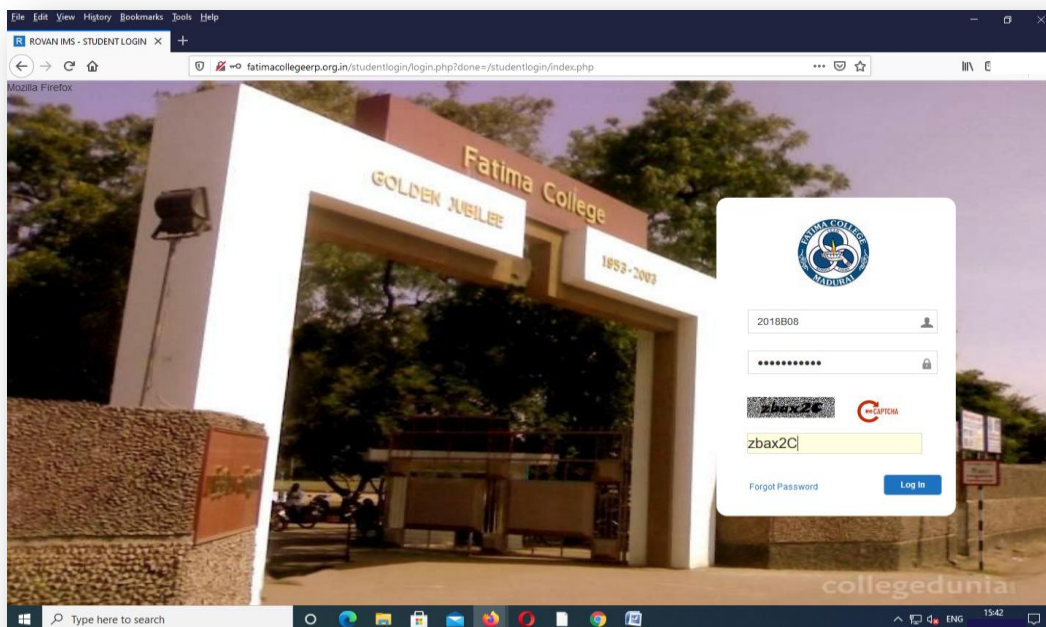 File Edit View History Bookmarks Tools Help
ROVAN IMS - STUDENT LOGIN
fatimacollegeerp.org.in/studentlogin/login.php?done=/studentlogin/index.php
Mozilla Firefox
Fatima College
GOLDEN JUBILEE
1953-2003
FATIMA COLLEGE
MADURAI
2018B08
zbax2C
CAPTCHA
zbax2C
Forgot Password
Log In
collegedunia
Type here to search
ENG
15:42